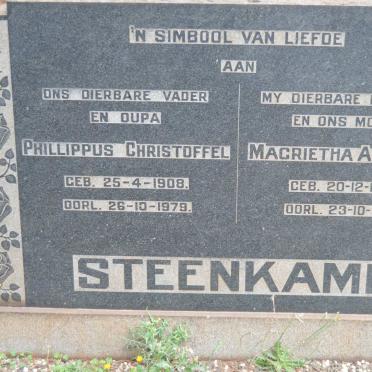 'N SIMBOOL VAN LIEFDE
AAN
ONS DIERBARE VADER
EN OUPA
PHILLIPPUS CHRISTOFFEL
GEB. 25-4-1908.
OORL. 26-10-1979.
MY DIERBARE
EN ONS
MAGRIETHA
GEB. 20-12-
OORL. 23-10-
STEENKAMP